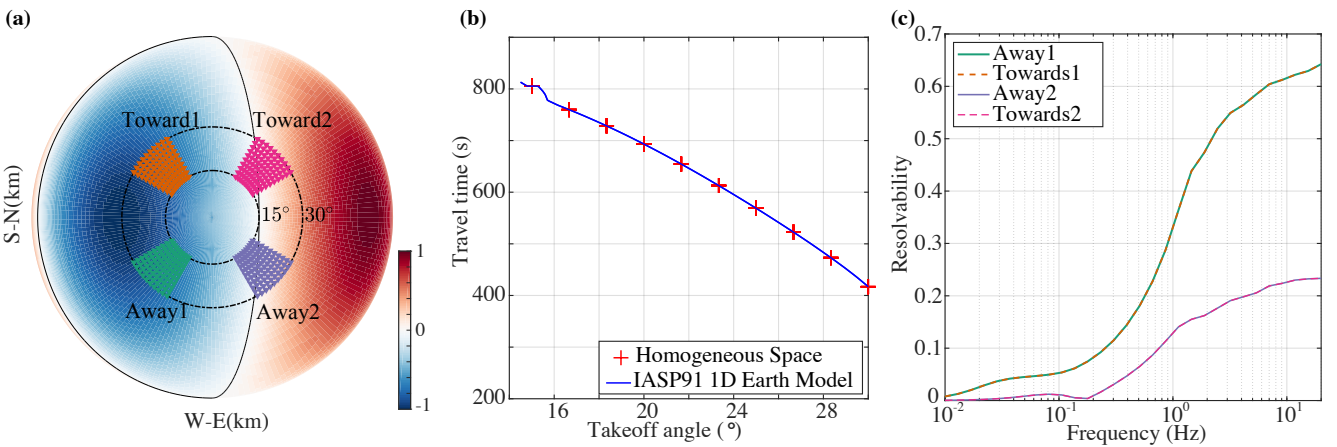 (a)
Toward1
Toward2
15°
30°
Away1
Away2
S-N(km)
W-E(km)
1
0
-1
(b)
800
600
400
200
Travel time (s)
16
20
24
28
Takeoff angle (°)
Homogeneous Space
IASP91 1D Earth Model
(c)
0.7
0.6
0.5
0.4
0.3
0.2
0.1
0
Resolvability
10^-2
10^-1
10^0
10^1
Frequency (Hz)
Away1
Towards1
Away2
Towards2